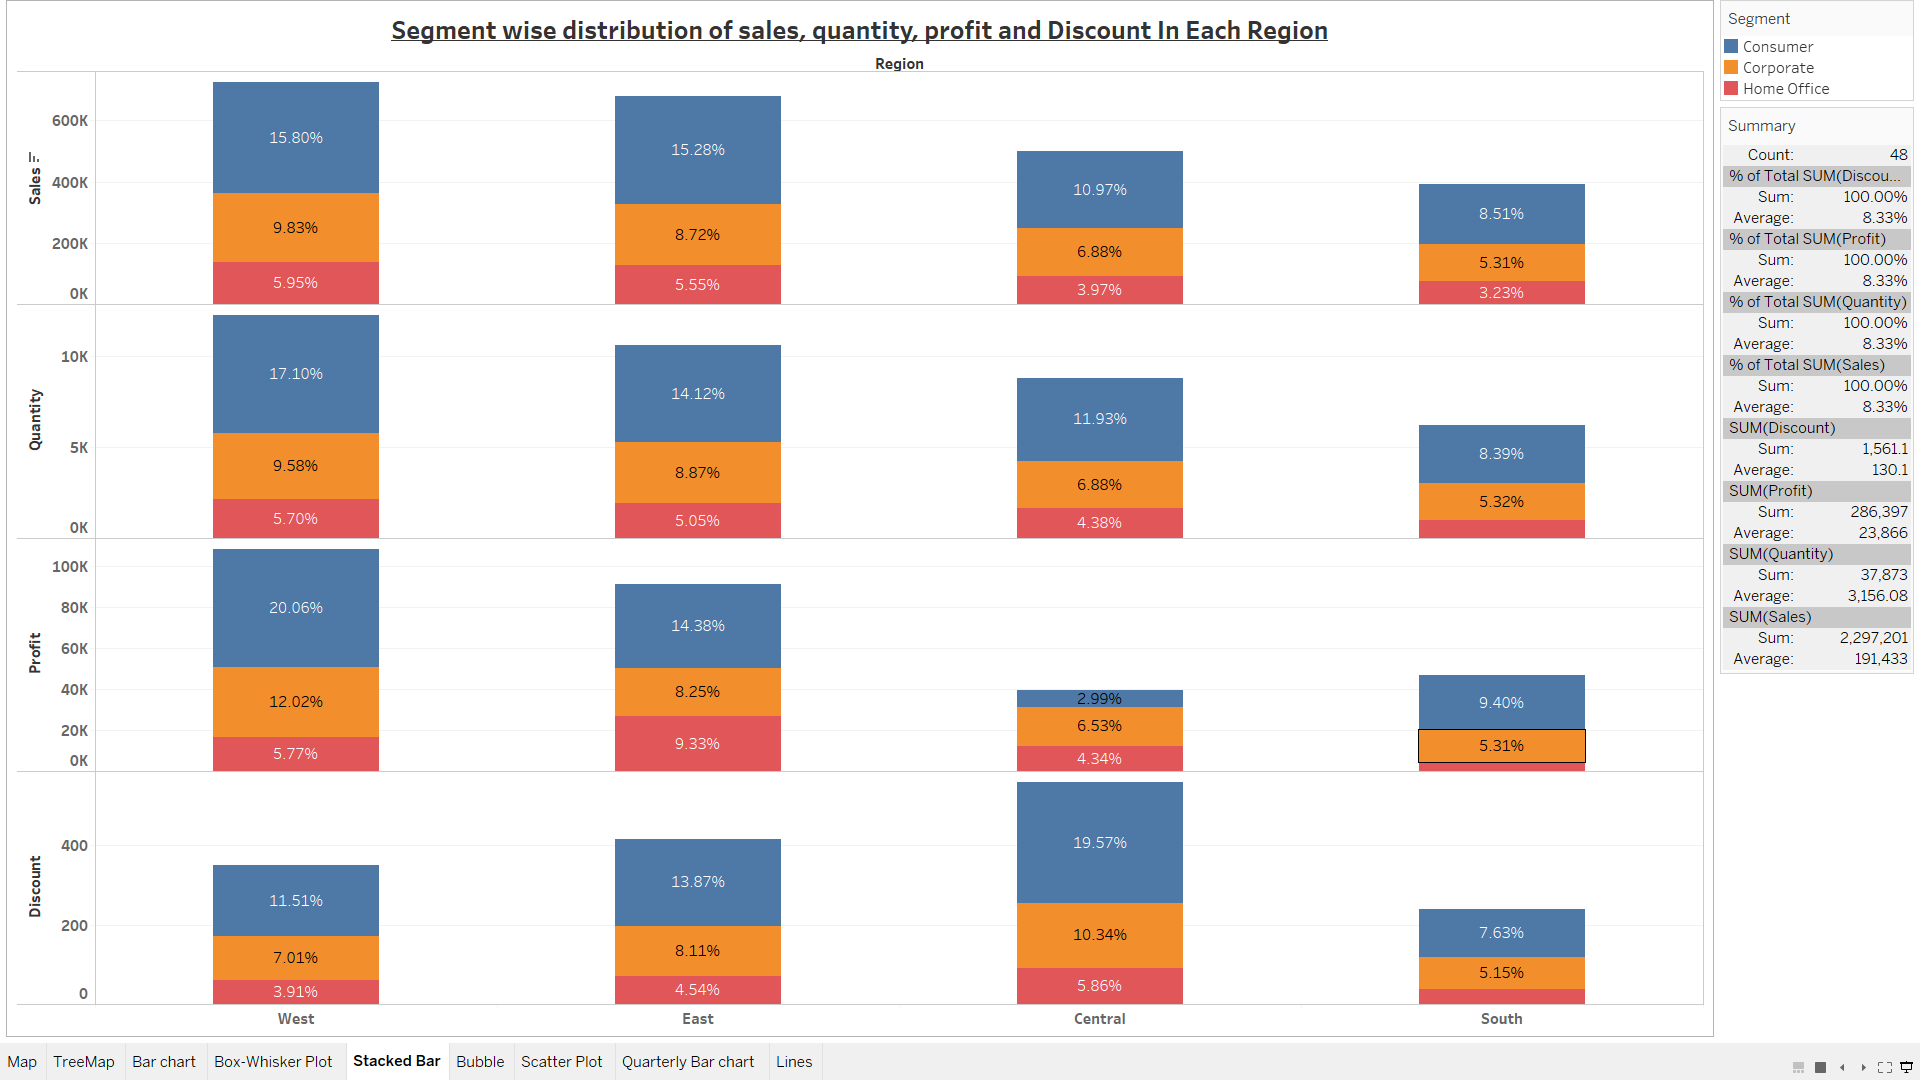 Segment wise distribution of sales, quantity, profit and Discount In Each Region
Region
Sales
600K
400K
200K
0K
15.80%
9.83%
5.95%
15.28%
8.72%
5.55%
10.97%
6.88%
3.97%
8.51%
5.31%
3.23%
Quantity
10K
5K
0K
17.10%
9.58%
5.70%
14.12%
8.87%
5.05%
11.93%
6.88%
4.38%
8.39%
5.32%
Profit
100K
80K
60K
40K
20K
0K
20.06%
12.02%
5.77%
14.38%
8.25%
9.33%
2.99%
6.53%
4.34%
9.40%
5.31%
Discount
400
200
0
11.51%
7.01%
3.91%
13.87%
8.11%
4.54%
19.57%
10.34%
5.86%
7.63%
5.15%
West East Central South
Segment
Consumer
Corporate
Home Office
Summary
Count: 48
% of Total SUM(Discou...
Sum: 100.00%
Average: 8.33%
% of Total SUM(Profit)
Sum: 100.00%
Average: 8.33%
% of Total SUM(Quantity)
Sum: 100.00%
Average: 8.33%
% of Total SUM(Sales)
Sum: 100.00%
Average: 8.33%
SUM(Discount)
Sum: 1,561.1
Average: 130.1
SUM(Profit)
Sum: 286,397
Average: 23,866
SUM(Quantity)
Sum: 37,873
Average: 3,156.08
SUM(Sales)
Sum: 2,297,201
Average: 191,433
Map TreeMap Bar chart Box-Whisker Plot Stacked Bar Bubble Scatter Plot Quarterly Bar chart Lines